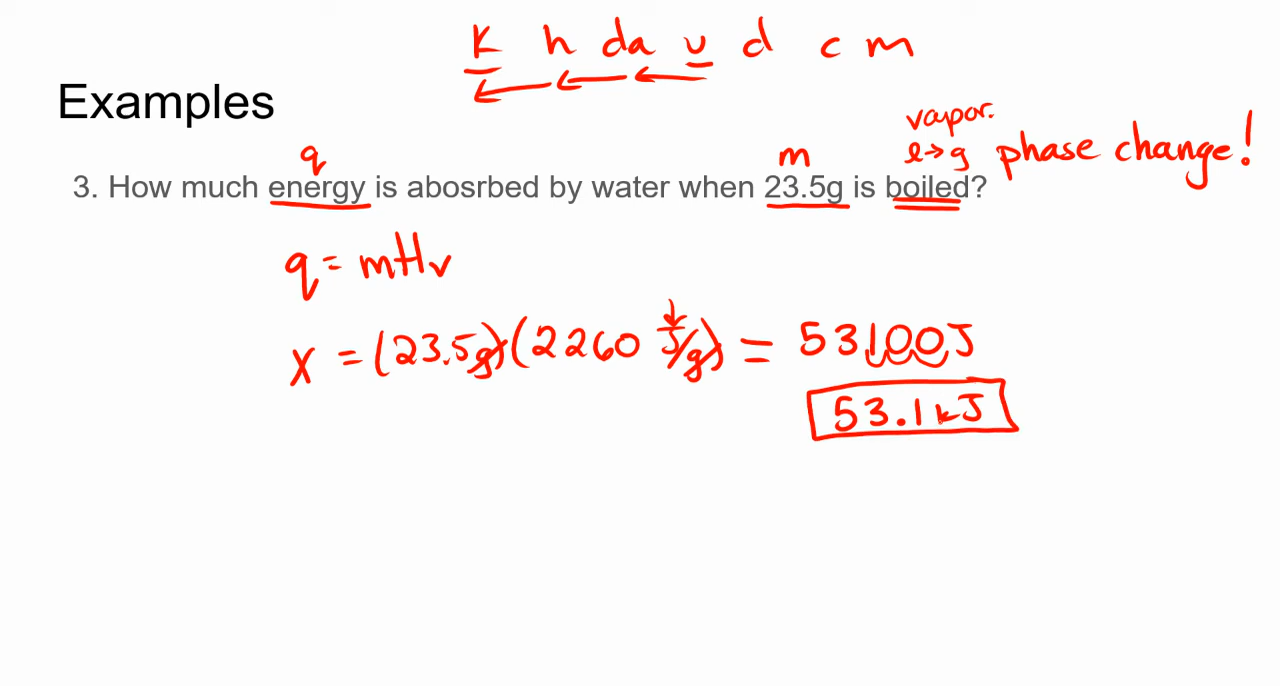 k h da u d c m
Examples
vapor.
q m l→g phase change!
3. How much energy is abosrbed by water when 23.5g is boiled?
q = mHv
x = (23.5g)(2260 J/g) = 53100J
53.1kJ